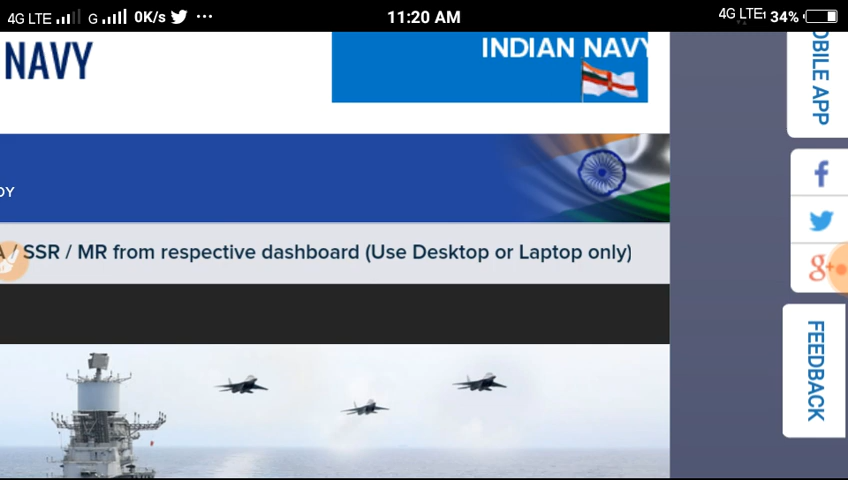 4G LTE G 0K/s ... 11:20 AM 4G LTE 34%
NAVY
INDIAN NAVY
OBILE APP
DY
A / SSR / MR from respective dashboard (Use Desktop or Laptop only)
f
g+
FEEDBACK